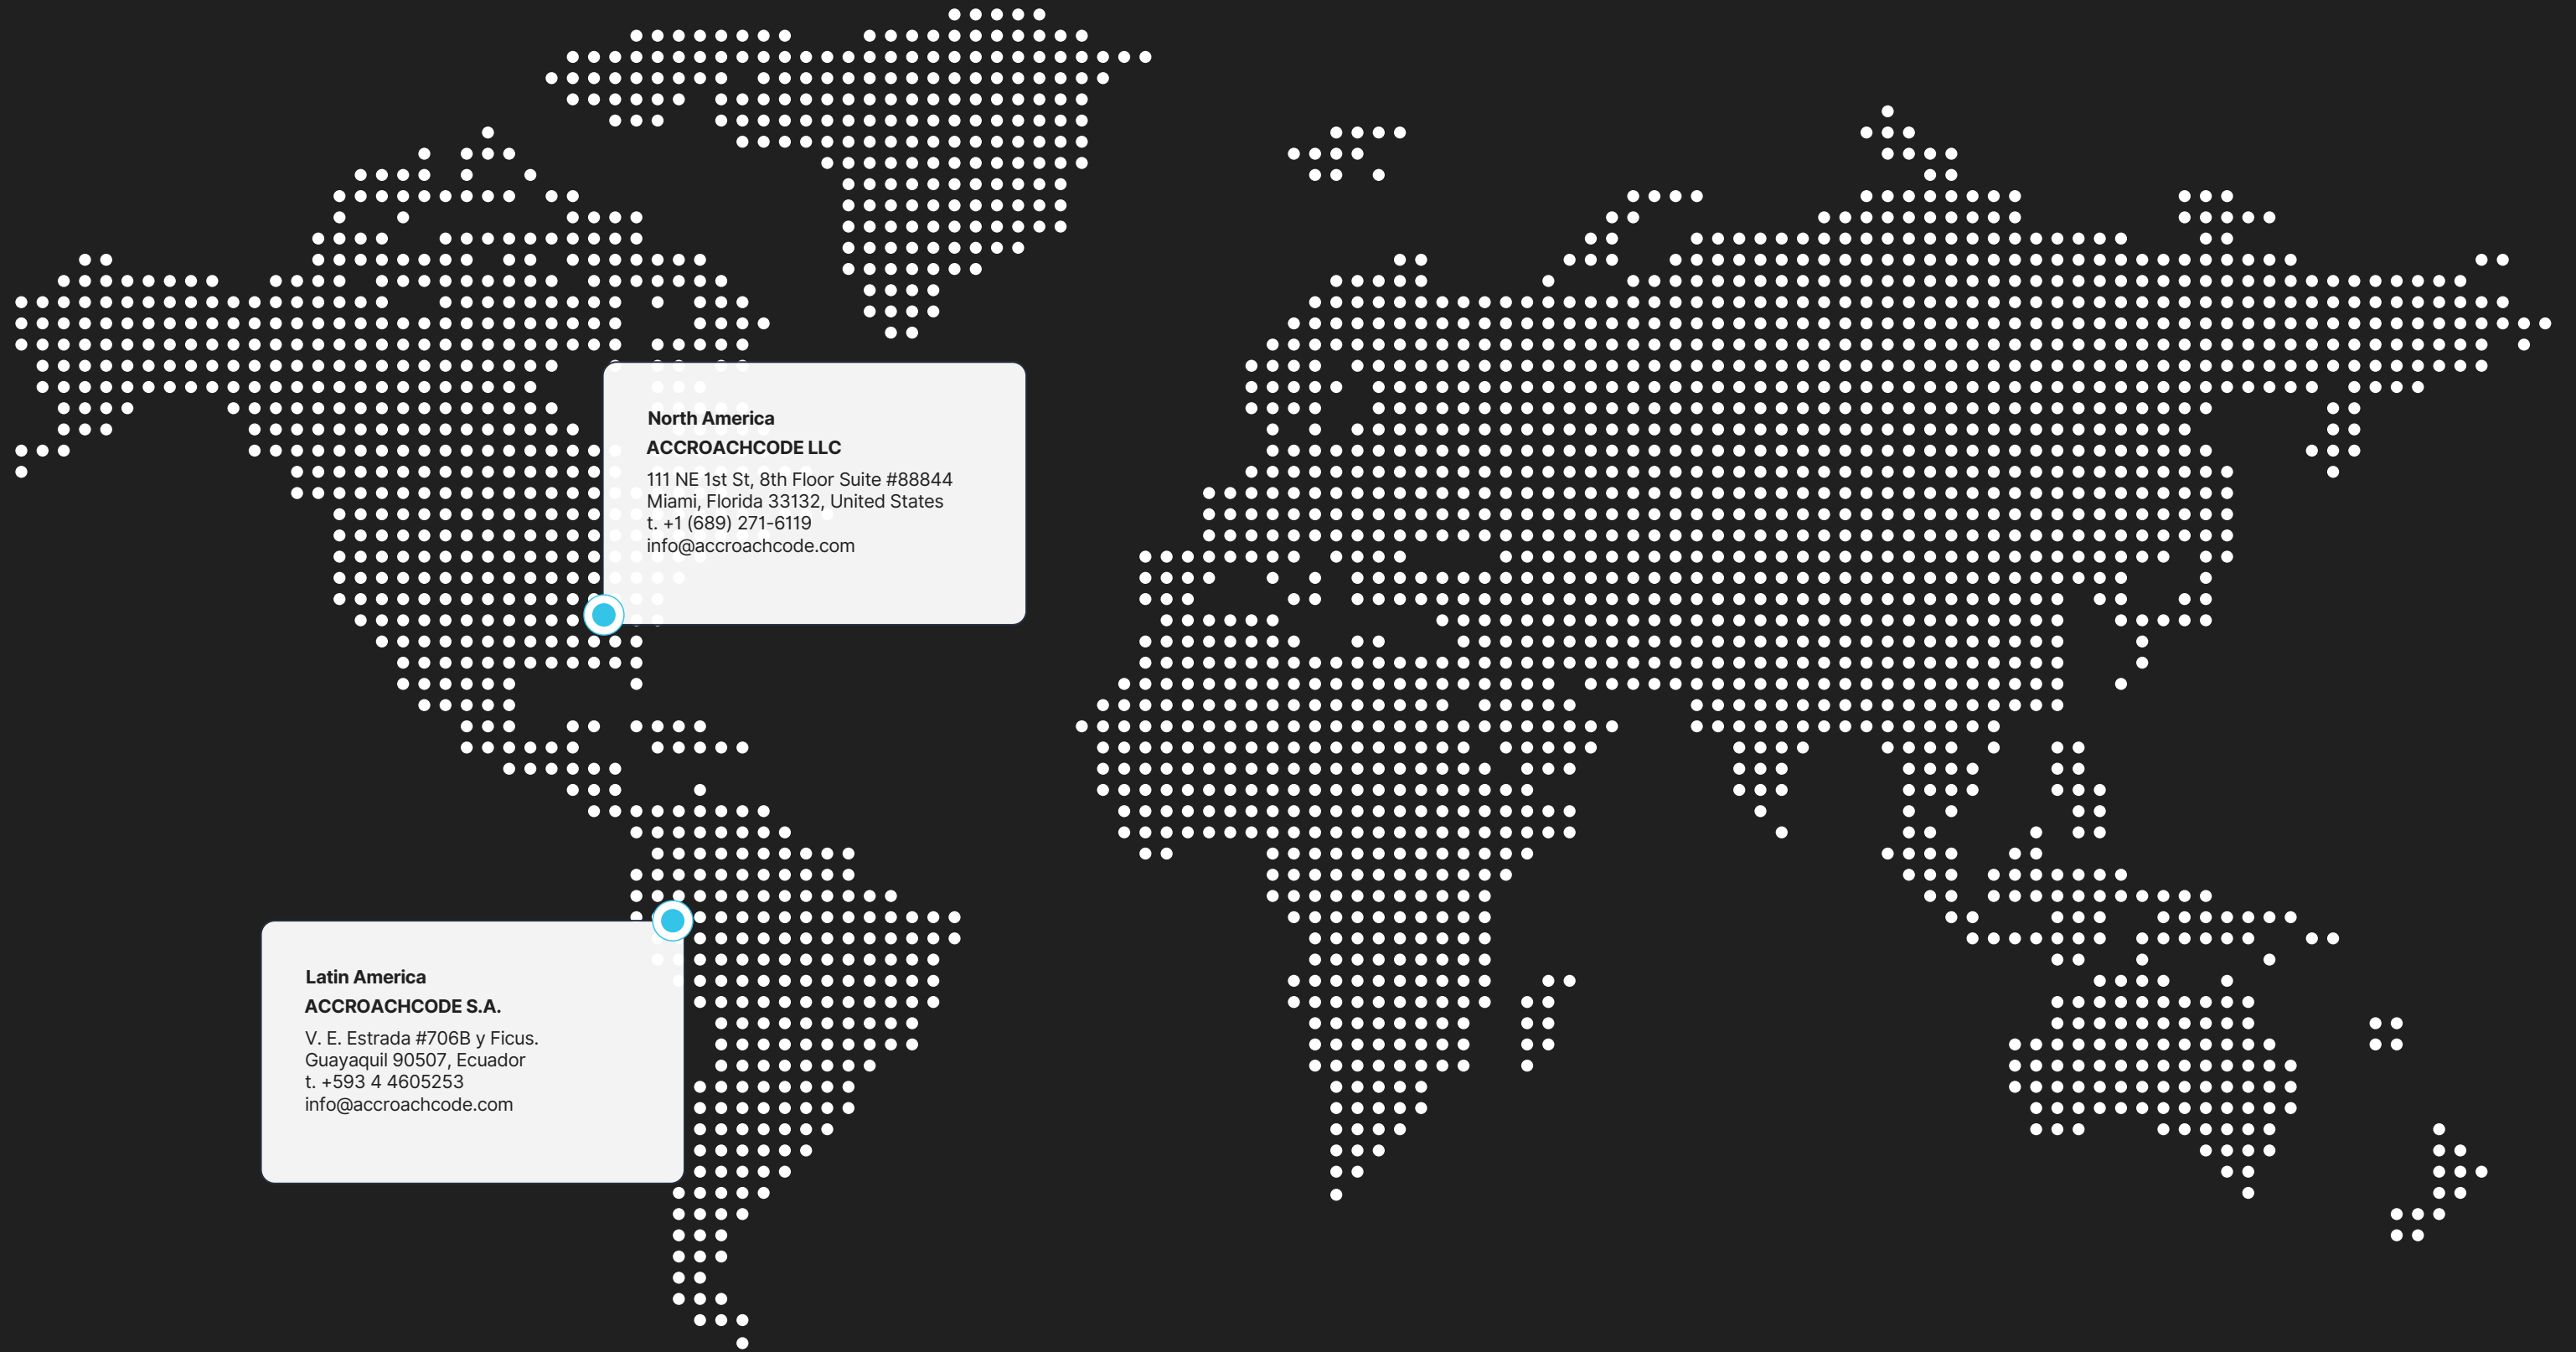 North America
ACCROACHCODE LLC
111 NE 1st St, 8th Floor Suite #88844
Miami, Florida 33132, United States
t. +1 (689) 271-6119
info@accroachcode.com
Latin America
ACCROACHCODE S.A.
V. E. Estrada #706B y Ficus.
Guayaquil 90507, Ecuador
t. +593 4 4605253
info@accroachcode.com